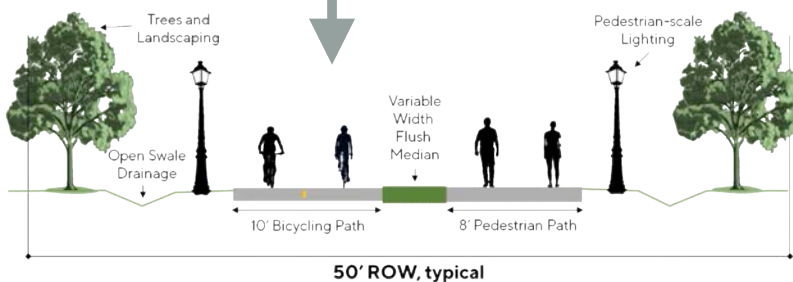 Trees and
Landscaping
Pedestrian-scale
Lighting
Variable
Width
Flush
Median
Open Swale
Drainage
10' Bicycling Path
8' Pedestrian Path
50' ROW, typical